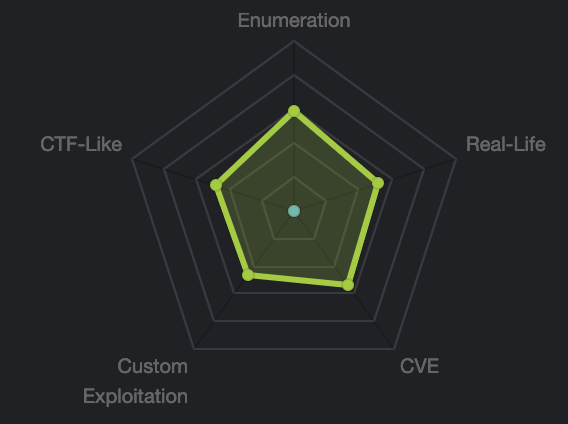 Enumeration
CTF-Like
Real-Life
Custom
Exploitation
CVE